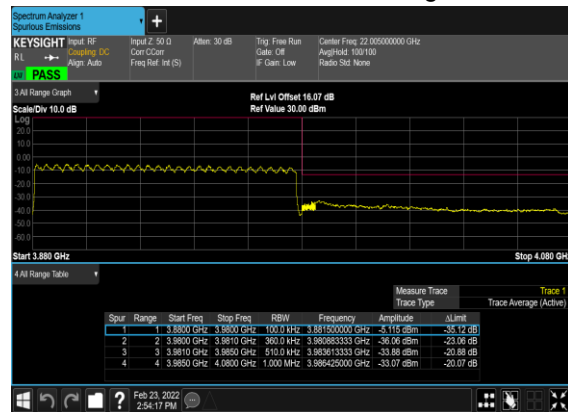 Spectrum Analyzer 1
Spurious Emissions
+
KEYSIGHT Input: RF Input Z: 50 Ω Atten: 30 dB Trig: Free Run Center Freq: 22.005000000 GHz
RL Coupling: DC Corr CCorr Gate: Off Avg|Hold: 100/100
Align: Auto Freq Ref: Int (S) IF Gain: Low Radio Std: None
PASS
3 All Range Graph
Ref Lvl Offset 16.07 dB
Scale/Div 10.0 dB Ref Value 30.00 dBm
Log
20.0
10.0
0.00
-10.0
-20.0
-30.0
-40.0
-50.0
-60.0
Start 3.880 GHz Stop 4.080 GH
4 All Range Table
Measure Trace Trace 1
Trace Type Trace Average (Active)
Spur Range Start Freq Stop Freq RBW Frequency Amplitude ΔLimit
1 1 3.8800 GHz 3.9800 GHz 100.0 kHz 3.881500000 GHz -5.115 dBm -35.12 dB
2 2 3.9800 GHz 3.9810 GHz 360.0 kHz 3.980883333 GHz -36.06 dBm -23.06 dB
3 3 3.9810 GHz 3.9850 GHz 510.0 kHz 3.983613333 GHz -33.88 dBm -20.88 dB
4 4 3.9850 GHz 4.0800 GHz 1.000 MHz 3.986425000 GHz -33.07 dBm -20.07 dB
? Feb 23, 2022
2:54:17 PM